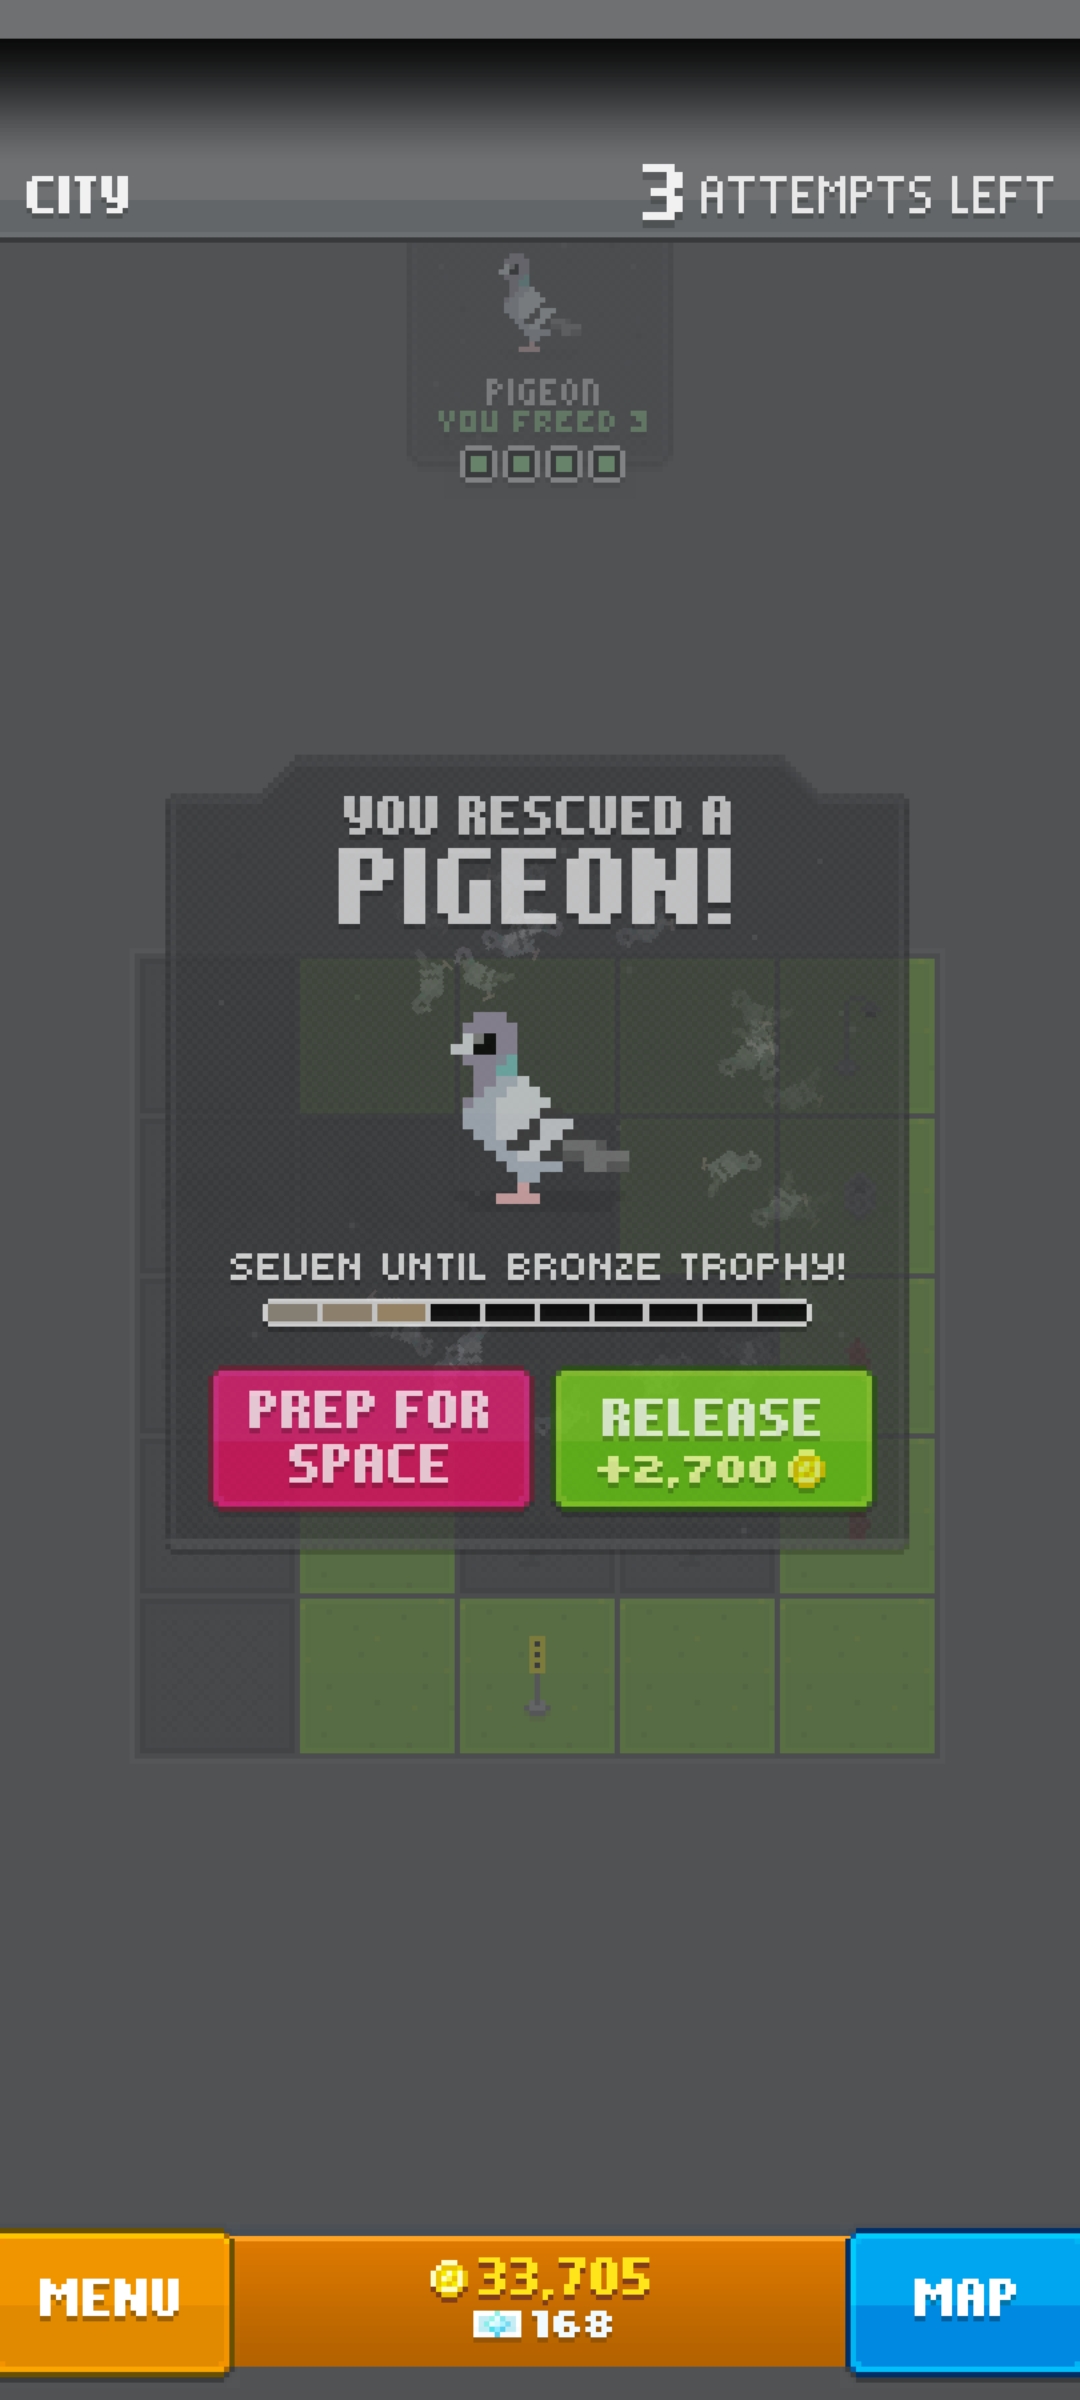 CITY
3 ATTEMPTS LEFT
PIGEON
YOU FREED 3
YOU RESCUED A
PIGEON!
SEVEN UNTIL BRONZE TROPHY!
PREP FOR
SPACE
RELEASE
+2,700
MENU
33,705
168
MAP